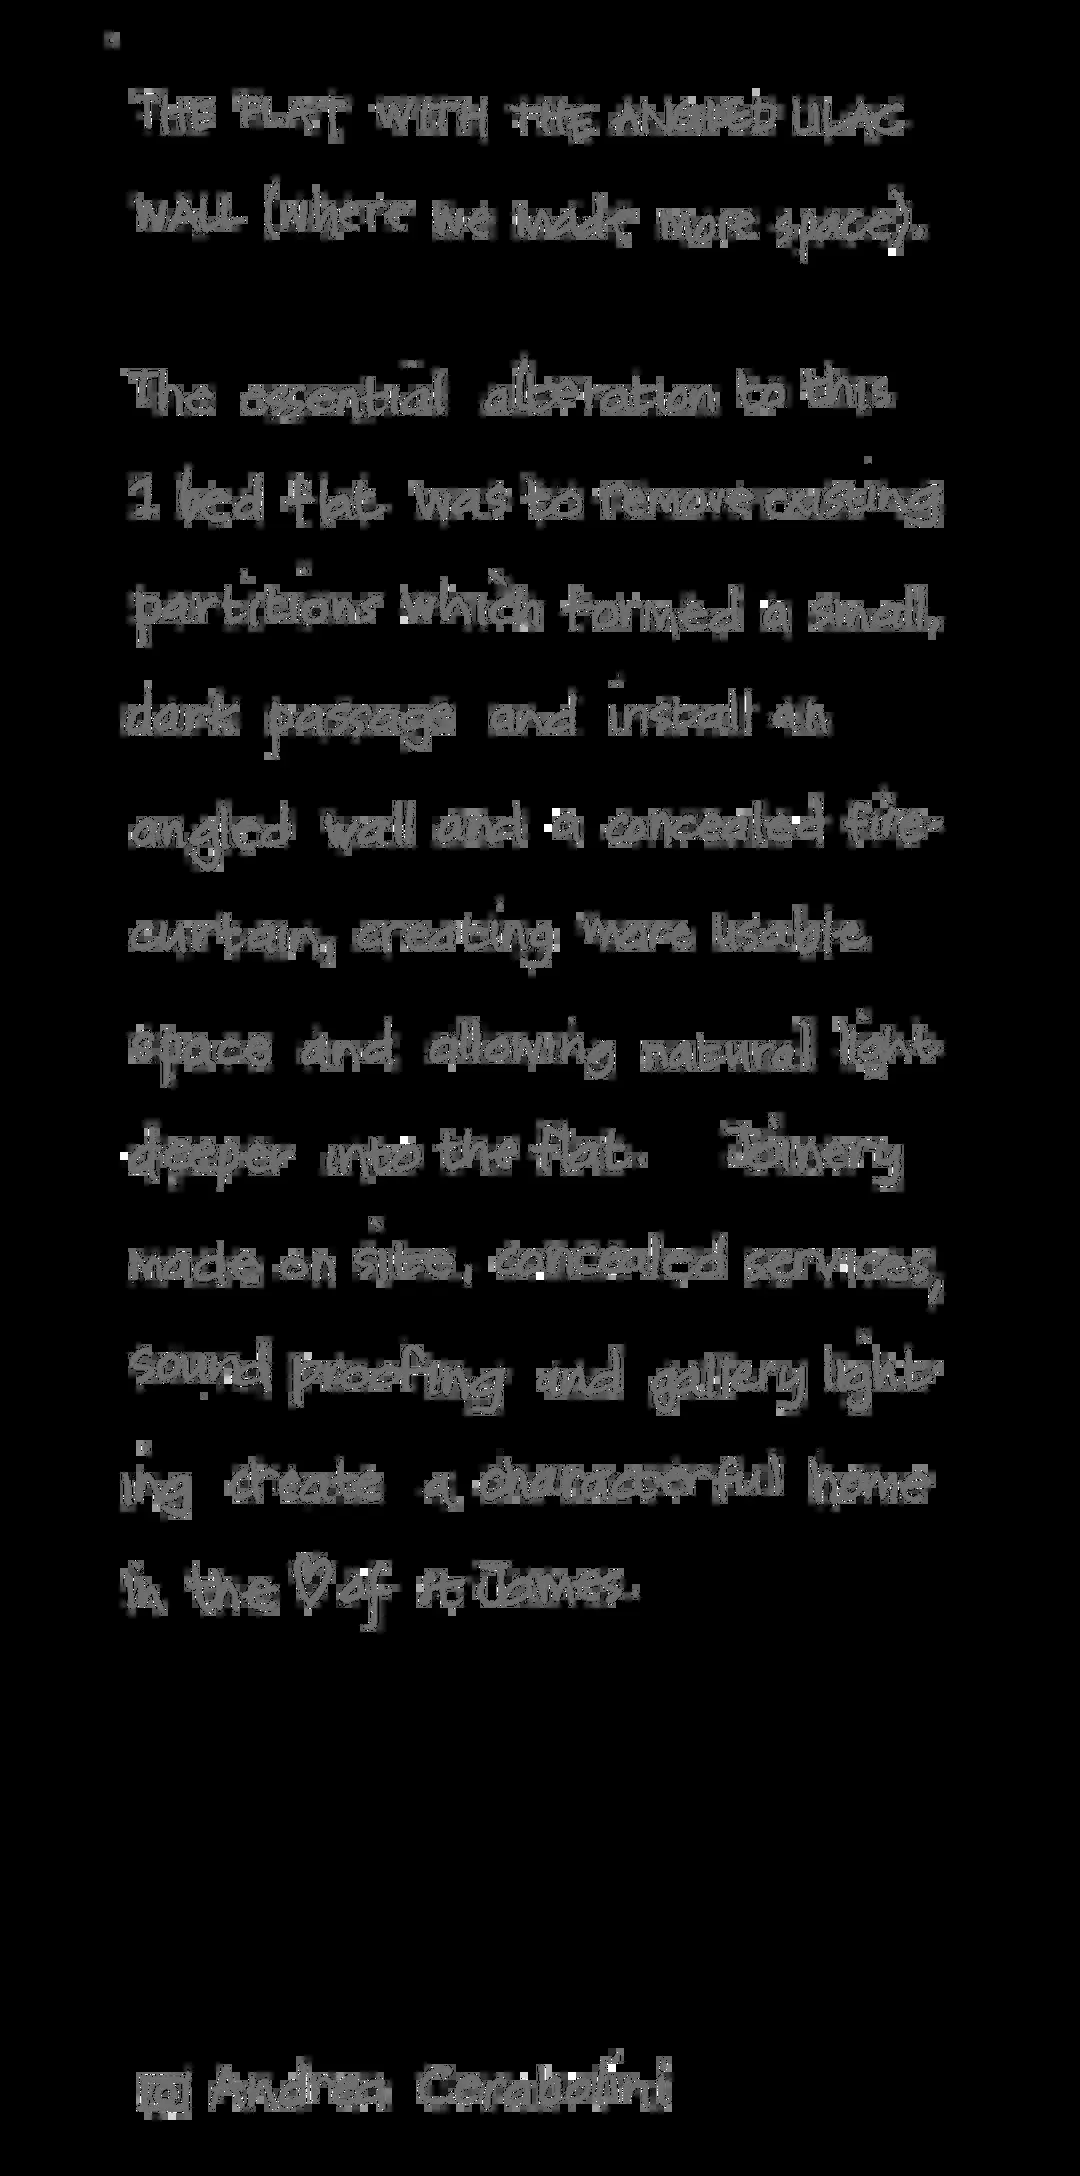 THE FLAT WITH THE ANGLED LILAC
WALL (where we made more space).
The essential alteration to this
1 bed flat was to remove existing
partitions which formed a small,
dark passage and install an
angled wall and a concealed fire-
curtain, creating more usable
space and allowing natural light
deeper into the flat. Joinery
made on site, concealed services,
sound proofing and gallery light-
ing create a characterful home
in the ♡ of St James.
Andrea Cerabolini